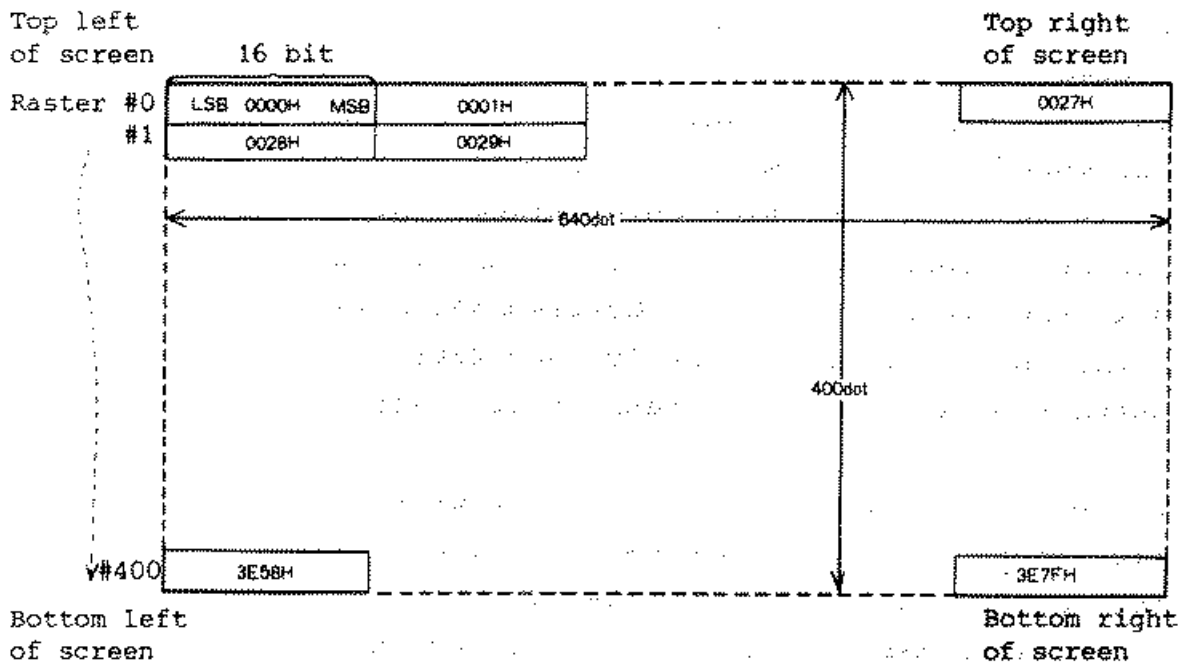 Top left
of screen
16 bit
Top right
of screen
Raster #0
LSB 0000H MSB
0001H
0027H
#1
0028H
0029H
640dot
400dot
#400
3E58H
3E7FH
Bottom left
of screen
Bottom right
of screen